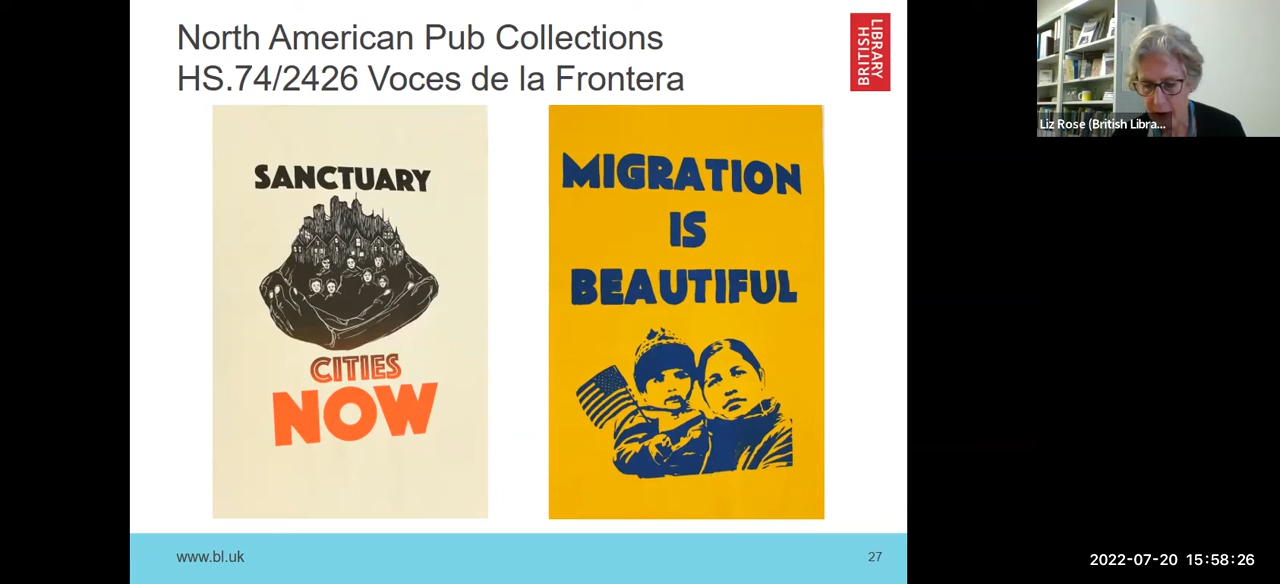 North American Pub Collections
HS.74/2426 Voces de la Frontera
BRITISH
LIBRARY
SANCTUARY
CITIES
NOW
MIGRATION
IS
BEAUTIFUL
www.bl.uk
27
Liz Rose (British Libra...
2022-07-20 15:58:26